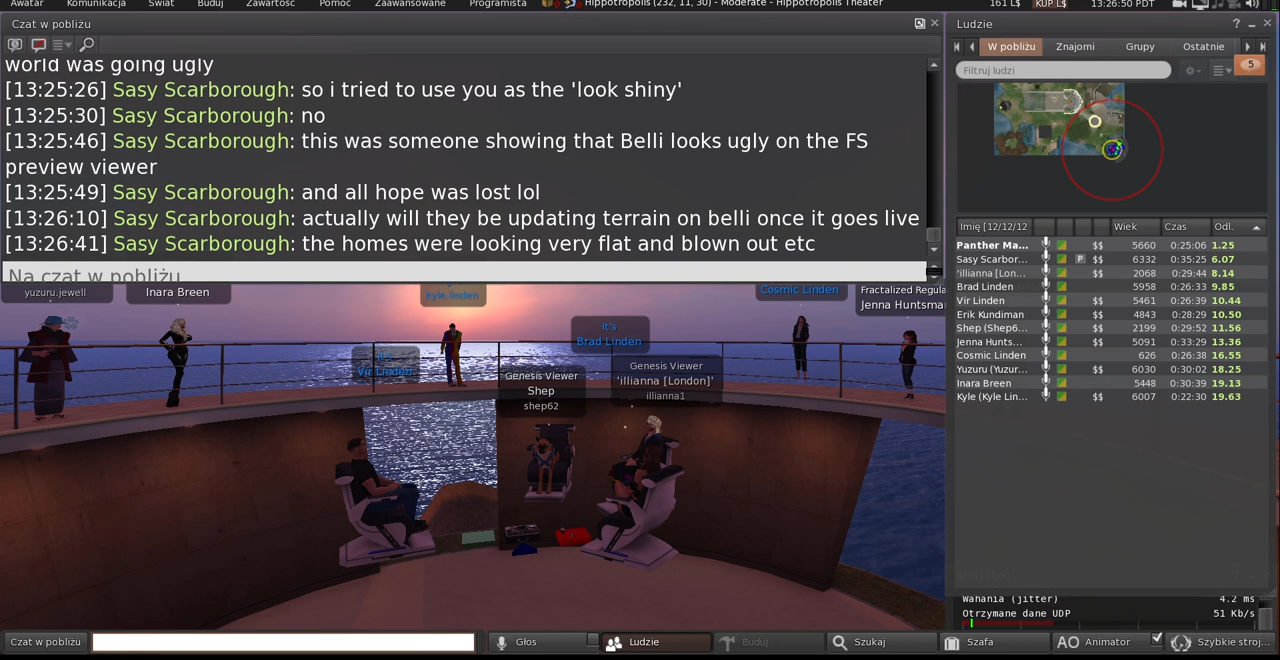 Awatar Komunikacja Świat Buduj Zawartość Pomoc Zaawansowane Programista Hippotropolis (232, 11, 30) - Moderate - Hippotropolis Theater 161 L$ KUP L$ 13:26:50 PDT
Czat w pobliżu
world was going ugly
[13:25:26] Sasy Scarborough: so i tried to use you as the 'look shiny'
[13:25:30] Sasy Scarborough: no
[13:25:46] Sasy Scarborough: this was someone showing that Belli looks ugly on the FS
preview viewer
[13:25:49] Sasy Scarborough: and all hope was lost lol
[13:26:10] Sasy Scarborough: actually will they be updating terrain on belli once it goes live
[13:26:41] Sasy Scarborough: the homes were looking very flat and blown out etc
Na czat w pobliżu
yuzuru.jewell
Inara Breen
kyle.linden
Cosmic Linden
Fractalized Regula
Jenna Huntsma
It's
Brad Linden
Vir Linden
Genesis Viewer
Shep
shep62
Genesis Viewer
'illianna [London]'
illianna1
Ludzie
W pobliżu Znajomi Grupy Ostatnie
Filtruj ludzi
5
Imię [12/12/12 Wiek Czas Odl.
Panther Ma... $$ 5660 0:25:06 1.25
Sasy Scarbor... P $$ 6332 0:35:25 6.07
'illianna [Lon... $$ 2068 0:29:44 8.14
Brad Linden 5958 0:26:33 9.85
Vir Linden $$ 5461 0:26:39 10.44
Erik Kundiman $$ 4843 0:28:29 10.50
Shep (Shep6... $$ 2199 0:29:52 11.56
Jenna Hunts... $$ 5091 0:33:29 13.36
Cosmic Linden 626 0:26:38 16.55
Yuzuru (Yuzur... $$ 6030 0:30:02 18.25
Inara Breen 5448 0:30:39 19.13
Kyle (Kyle Lin... $$ 6007 0:22:30 19.63
Wahania (jitter) 4.2 ms
Otrzymane dane UDP 51 Kb/s
Czat w pobliżu Głos Ludzie Buduj Szukaj Szafa AO Animator Szybkie stroj...